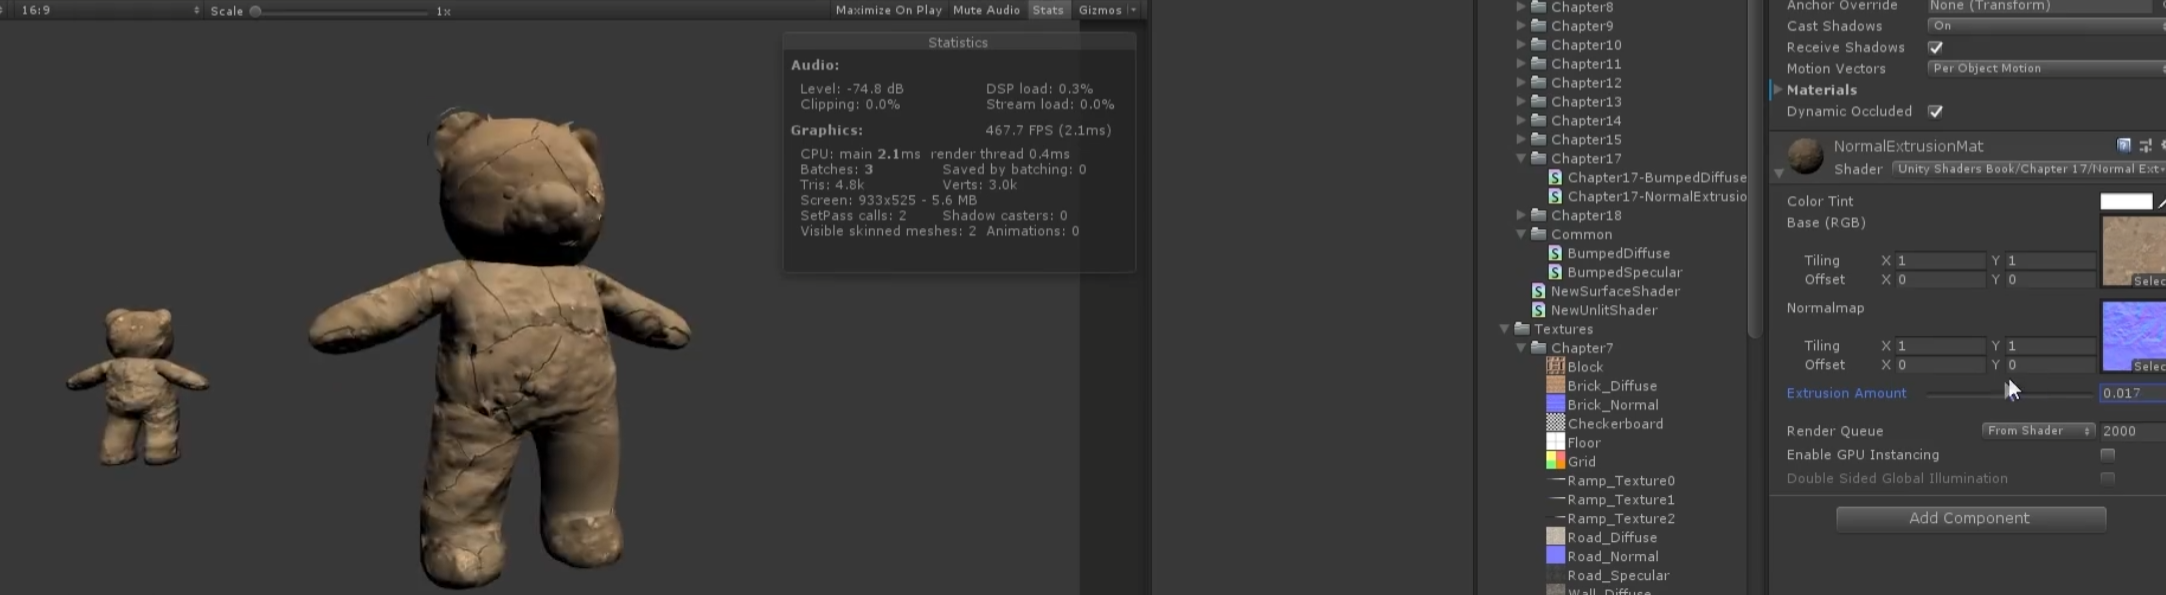 16:9 Scale 1x Maximize On Play Mute Audio Stats Gizmos
Statistics
Audio:
Level: -74.8 dB DSP load: 0.3%
Clipping: 0.0% Stream load: 0.0%
Graphics: 467.7 FPS (2.1ms)
CPU: main 2.1ms render thread 0.4ms
Batches: 3 Saved by batching: 0
Tris: 4.8k Verts: 3.0k
Screen: 933x525 - 5.6 MB
SetPass calls: 2 Shadow casters: 0
Visible skinned meshes: 2 Animations: 0
Chapter8
Chapter9
Chapter10
Chapter11
Chapter12
Chapter13
Chapter14
Chapter15
Chapter17
Chapter17-BumpedDiffuse
Chapter17-NormalExtrusio
Chapter18
Common
BumpedDiffuse
BumpedSpecular
NewSurfaceShader
NewUnlitShader
Textures
Chapter7
Block
Brick_Diffuse
Brick_Normal
Checkerboard
Floor
Grid
Ramp_Texture0
Ramp_Texture1
Ramp_Texture2
Road_Diffuse
Road_Normal
Road_Specular
Wall_Diffuse
Anchor Override None (Transform)
Cast Shadows On
Receive Shadows
Motion Vectors Per Object Motion
Materials
Dynamic Occluded
NormalExtrusionMat
Shader Unity Shaders Book/Chapter 17/Normal Ext
Color Tint
Base (RGB)
Tiling X 1 Y 1
Offset X 0 Y 0
Selec
Normalmap
Tiling X 1 Y 1
Offset X 0 Y 0
Selec
Extrusion Amount 0.017
Render Queue From Shader 2000
Enable GPU Instancing
Double Sided Global Illumination
Add Component